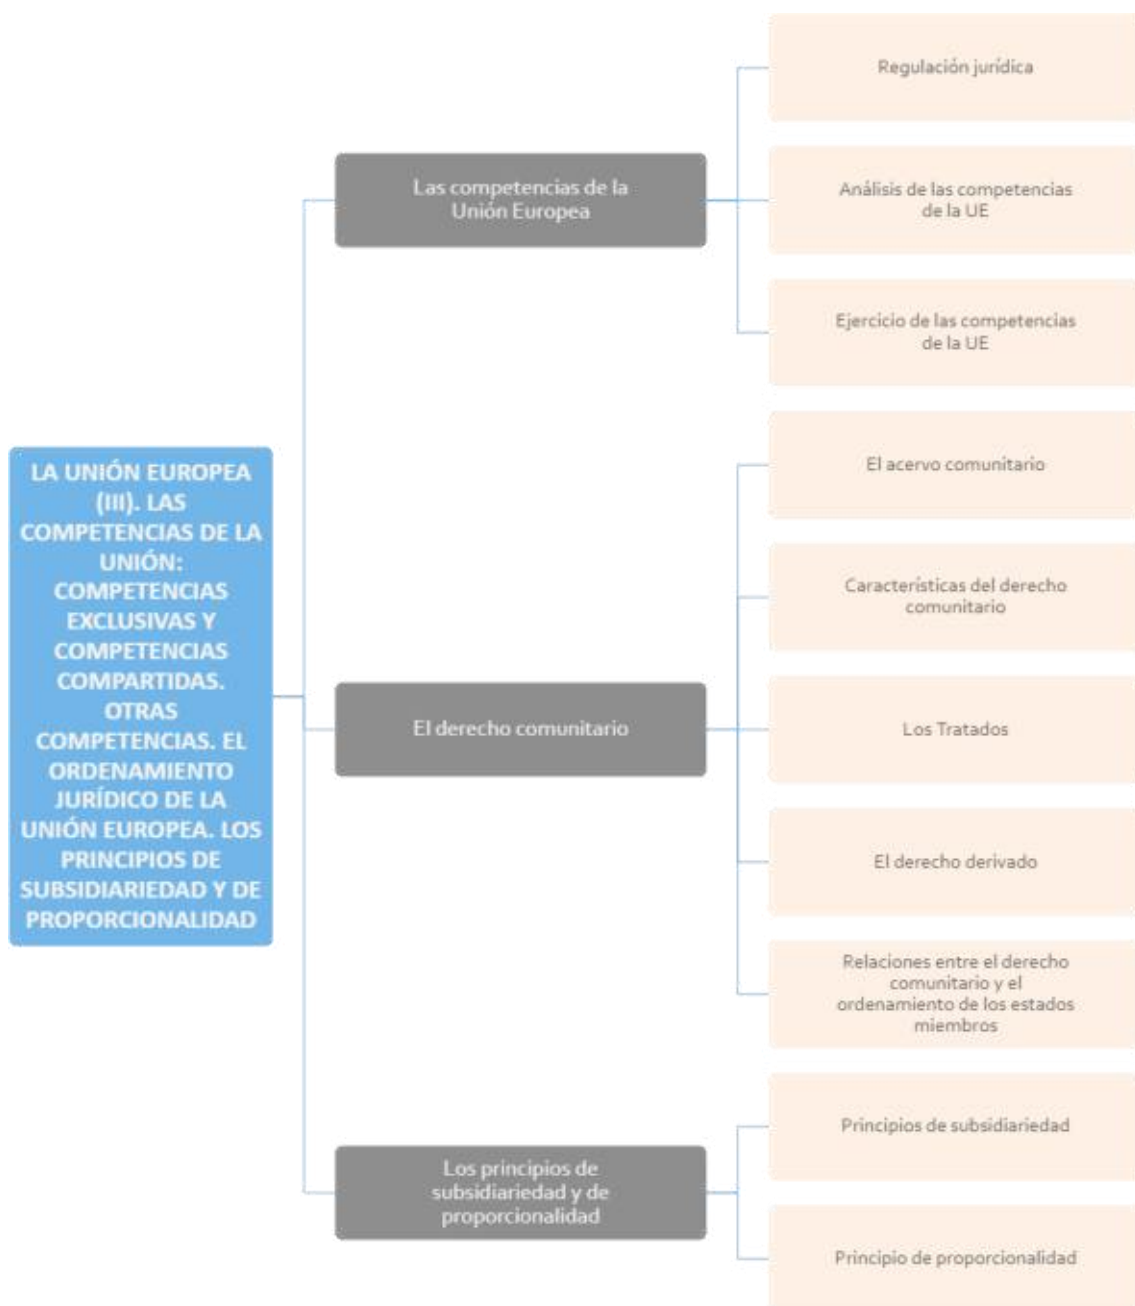 LA UNIÓN EUROPEA
(III). LAS
COMPETENCIAS DE LA
UNIÓN:
COMPETENCIAS
EXCLUSIVAS Y
COMPETENCIAS
COMPARTIDAS.
OTRAS
COMPETENCIAS. EL
ORDENAMIENTO
JURÍDICO DE LA
UNIÓN EUROPEA. LOS
PRINCIPIOS DE
SUBSIDIARIEDAD Y DE
PROPORCIONALIDAD
Las competencias de la
Unión Europea
Regulación jurídica
Análisis de las competencias
de la UE
Ejercicio de las competencias
de la UE
El derecho comunitario
El acervo comunitario
Características del derecho
comunitario
Los Tratados
El derecho derivado
Relaciones entre el derecho
comunitario y el
ordenamiento de los estados
miembros
Los principios de
subsidiariedad y de
proporcionalidad
Principios de subsidiariedad
Principio de proporcionalidad